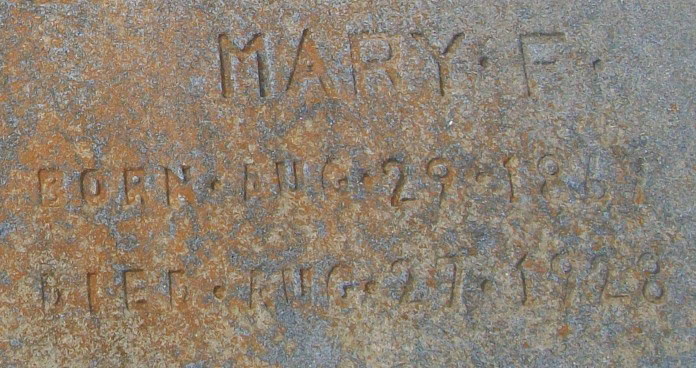 MARY · F ·
BORN · AUG · 29 ·
DIED · AUG · 27 · 1928